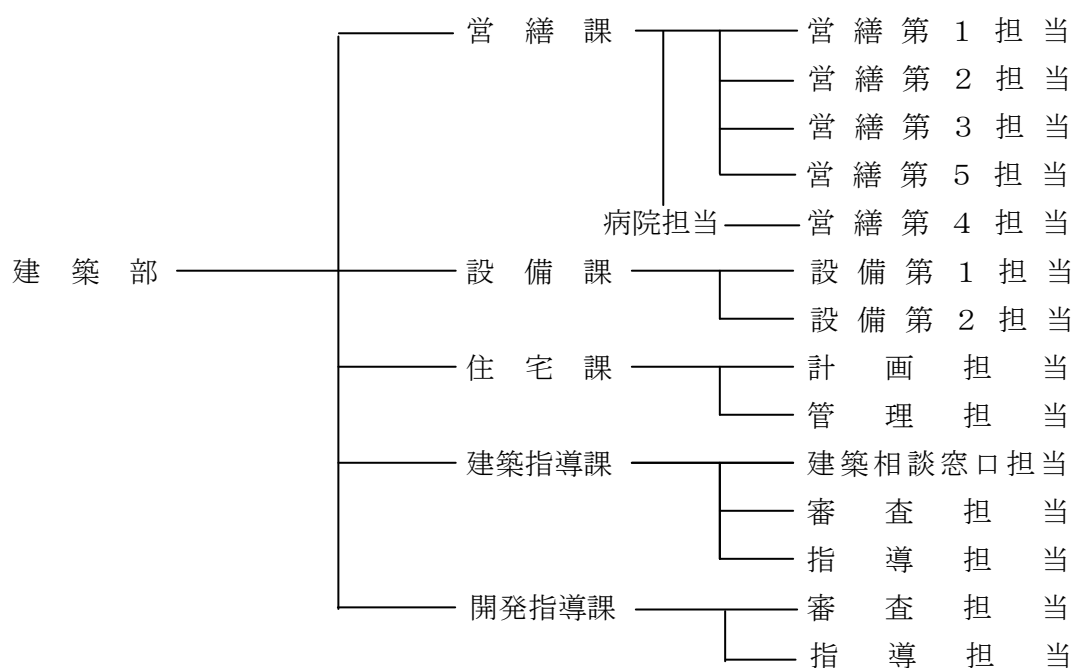 営繕課 営繕第１担当
営繕第２担当
営繕第３担当
営繕第５担当
病院担当 営繕第４担当
建築部 設備課 設備第１担当
設備第２担当
住宅課 計画担当
管理担当
建築指導課 建築相談窓口担当
審査担当
指導担当
開発指導課 審査担当
指導担当